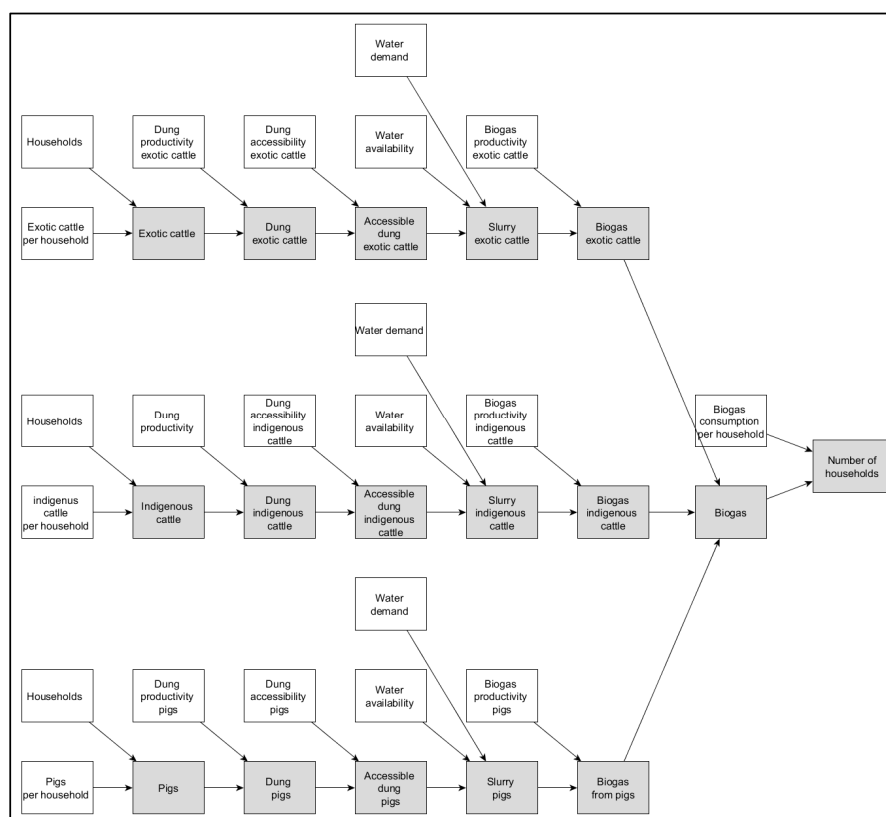 Water
demand
Households
Dung
productivity
exotic cattle
Dung
accessibility
exotic cattle
Water
availability
Biogas
productivity
exotic cattle
Exotic cattle
per household
Exotic cattle
Dung
exotic cattle
Accessible
dung
exotic cattle
Slurry
exotic cattle
Biogas
exotic cattle
Water demand
Households
Dung
productivity
Dung
accessibility
indigenous
cattle
Water
availability
Biogas
productivity
indigenous
cattle
Biogas
consumption
per household
Number of
households
indigenus
catlle
per household
Indigenous
cattle
Dung
indigenous
cattle
Accessible
dung
indigenous
cattle
Slurry
indigenous
cattle
Biogas
indigenous
cattle
Biogas
Water
demand
Households
Dung
productivity
pigs
Dung
accessibility
pigs
Water
availability
Biogas
productivity
pigs
Pigs
per household
Pigs
Dung
pigs
Accessible
dung
pigs
Slurry
pigs
Biogas
from pigs